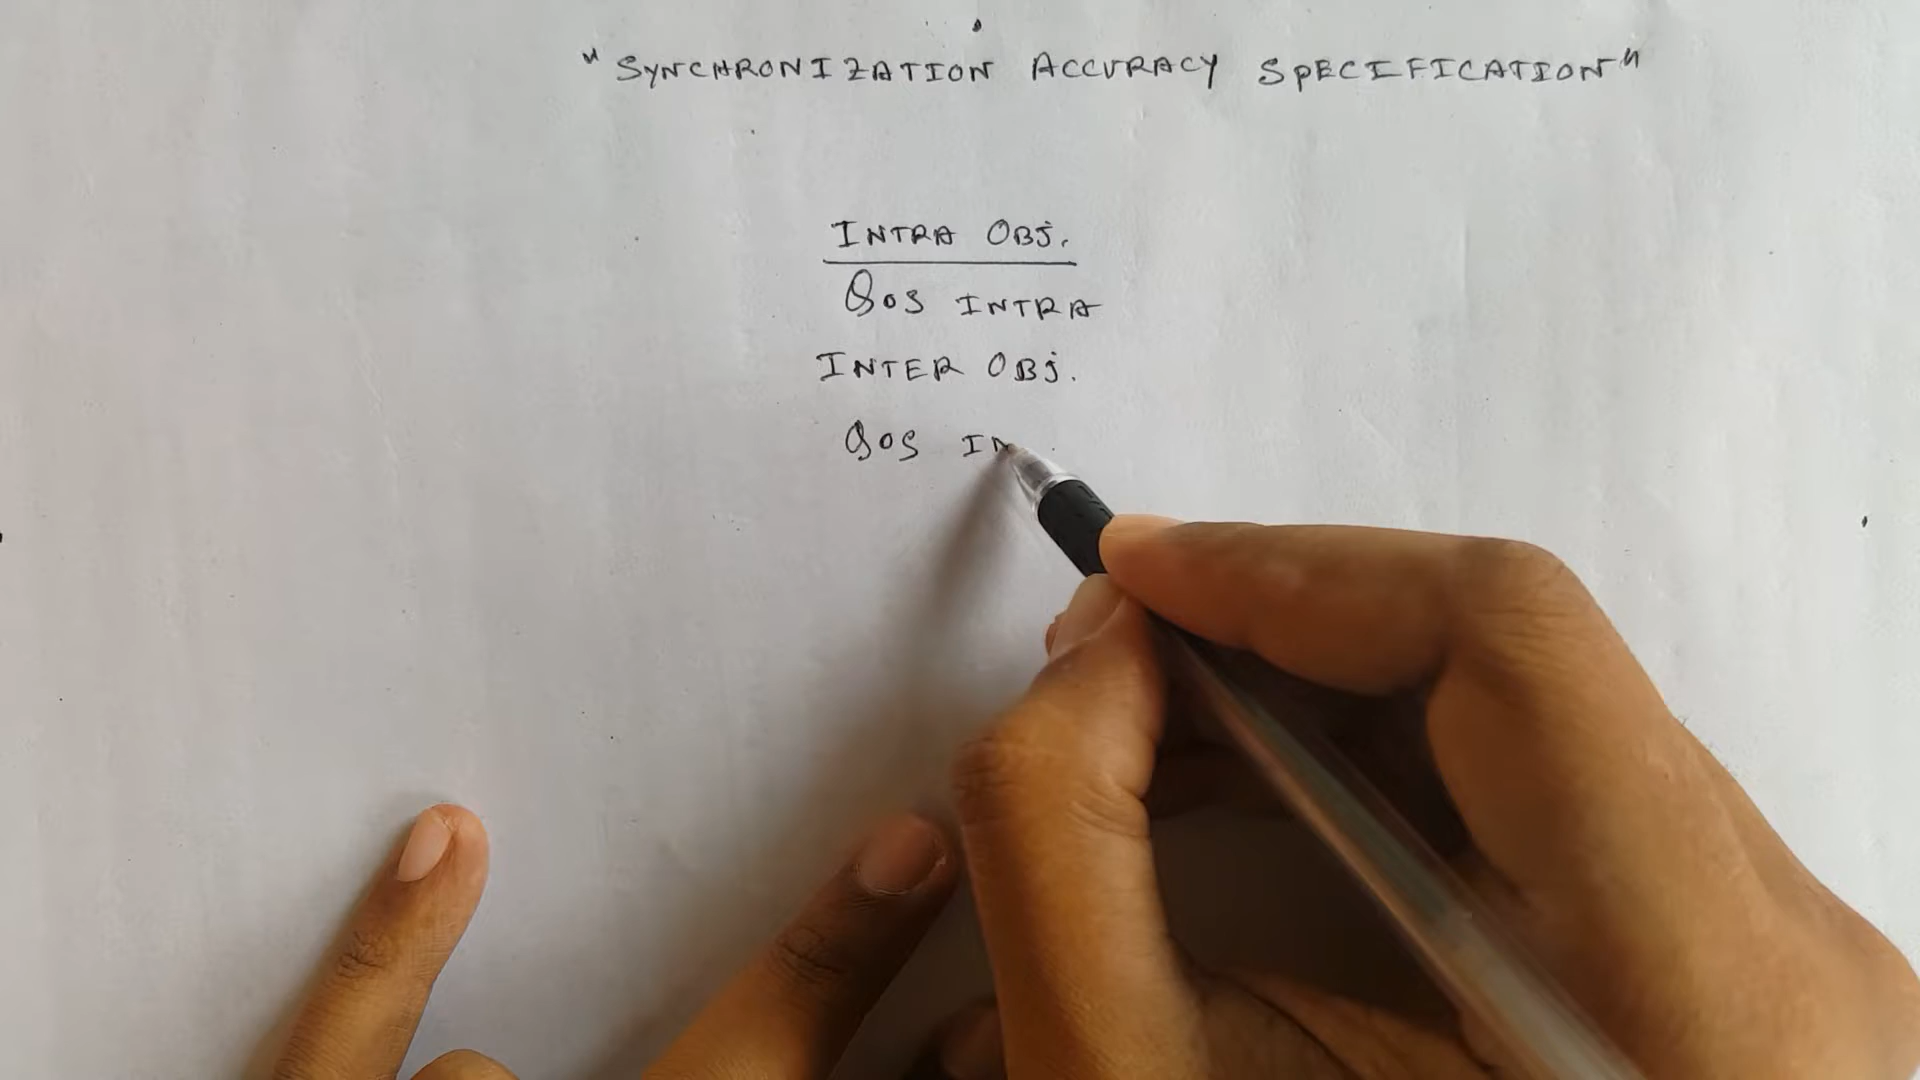 "SYNCHRONIZATION ACCURACY SPECIFICATION"
INTRA OBJ.
QOS INTRA
INTER OBJ.
QOS IN